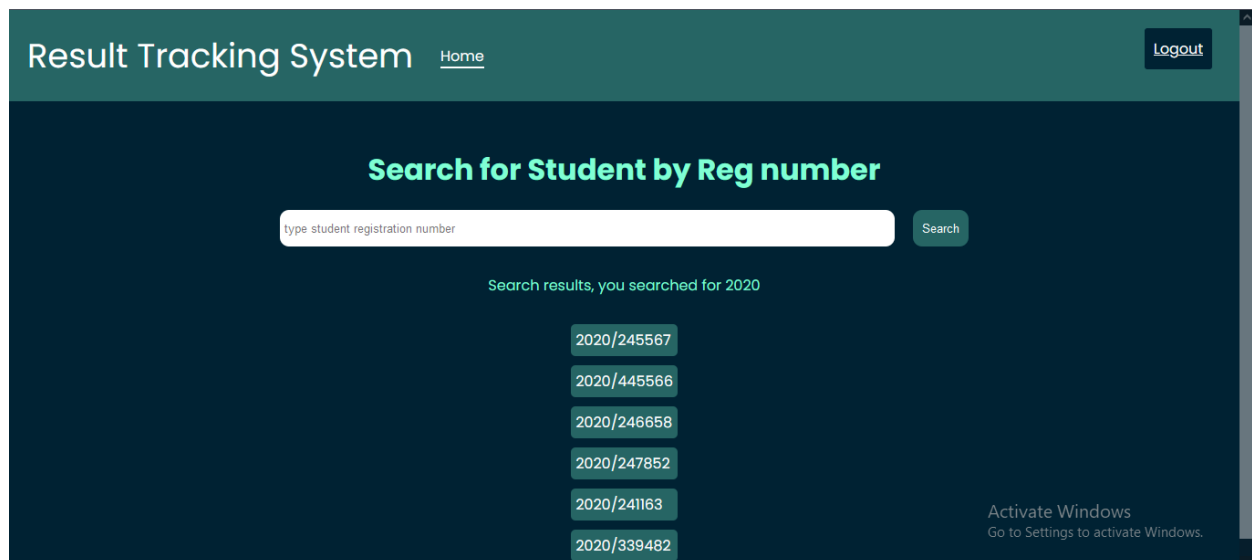 Result Tracking System Home Logout
Search for Student by Reg number
type student registration number Search
Search results, you searched for 2020
2020/245567
2020/445566
2020/246658
2020/247852
2020/241163
2020/339482
Activate Windows
Go to Settings to activate Windows.